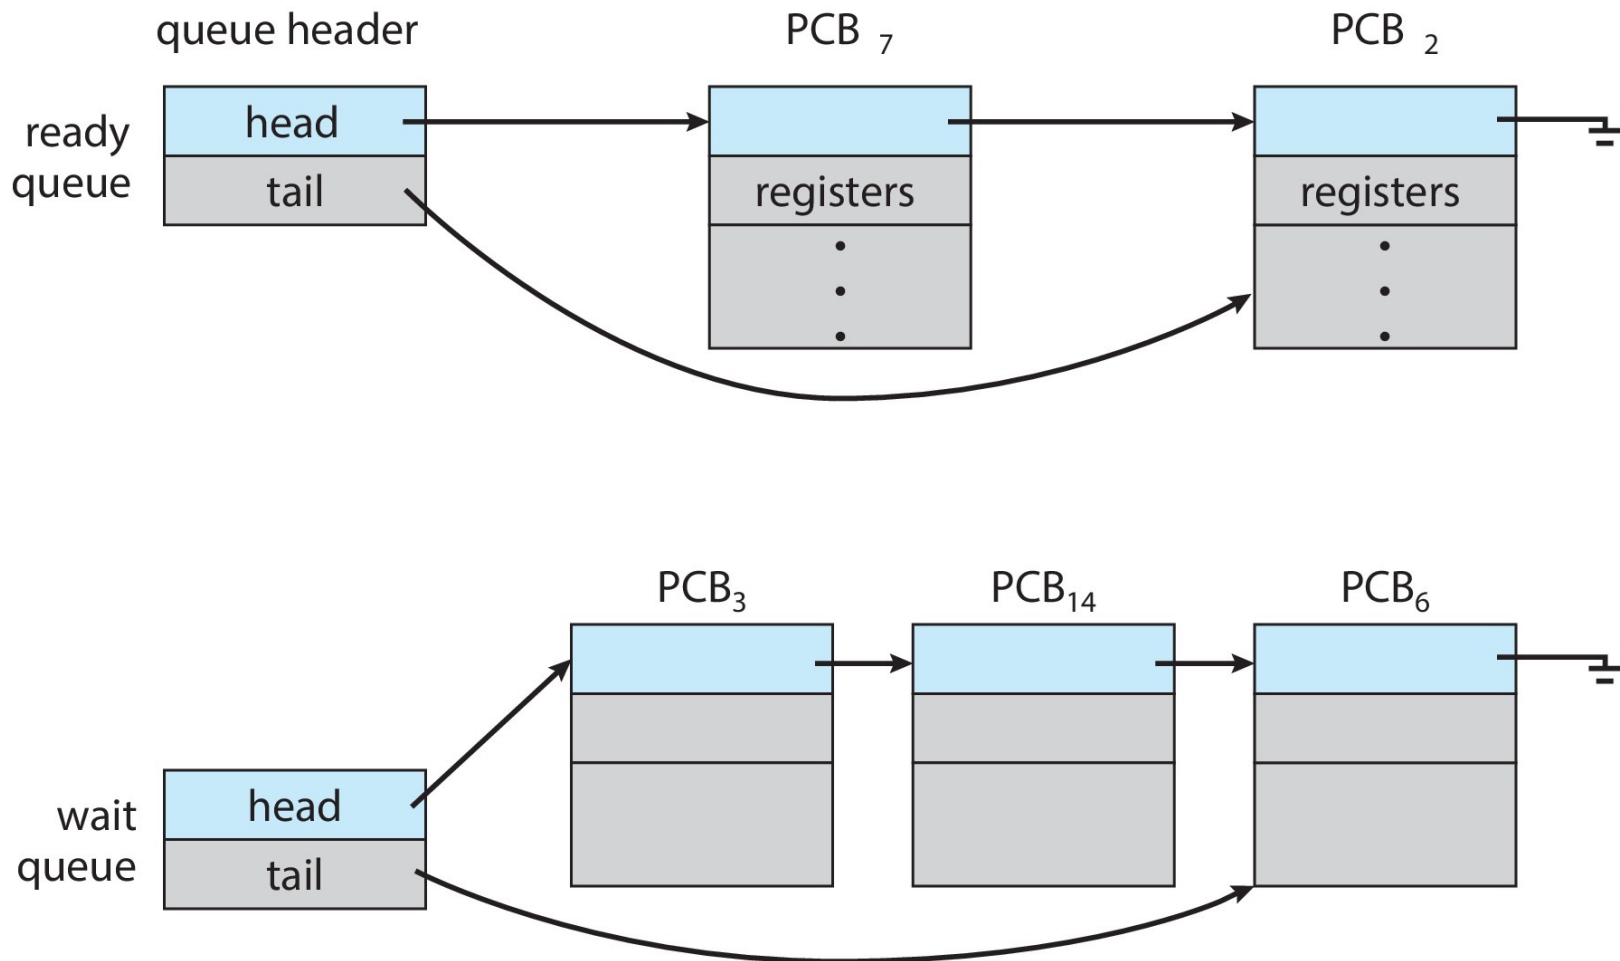 queue header
PCB 7
PCB 2
ready
queue
head
tail
registers
registers
PCB3
PCB14
PCB6
wait
queue
head
tail